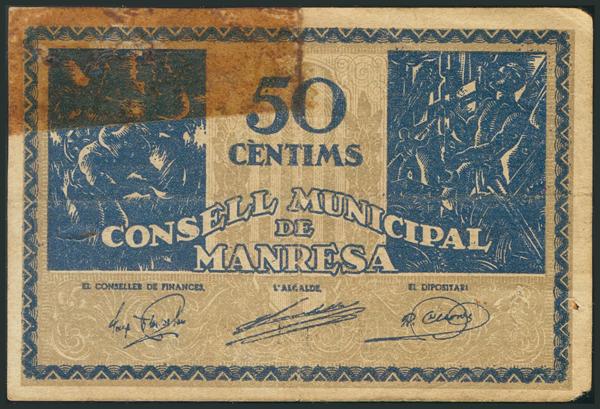 50
CENTIMS
CONSELL MUNICIPAL
DE
MANRESA
EL CONSELLER DE FINANCES,
L'ALCALDE,
EL DIPOSITARI